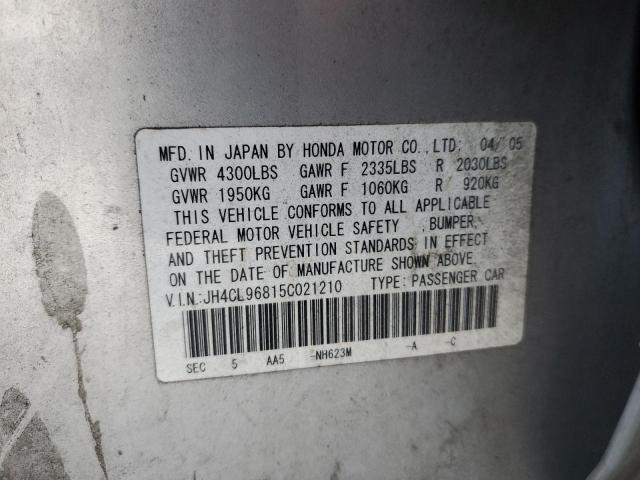 MFD. IN JAPAN BY HONDA MOTOR CO.,LTD; 04/05
GVWR 4300LBS GAWR F 2335LBS R 2030LBS
GVWR 1950KG GAWR F 1060KG R 920KG
THIS VEHICLE CONFORMS TO ALL APPLICABLE
FEDERAL MOTOR VEHICLE SAFETY , BUMPER,
AND THEFT PREVENTION STANDARDS IN EFFECT
ON THE DATE OF MANUFACTURE SHOWN ABOVE.
V.I.N.:JH4CL96815C021210 TYPE: PASSENGER CAR
SEC 5 AA5 -NH623M -A -C